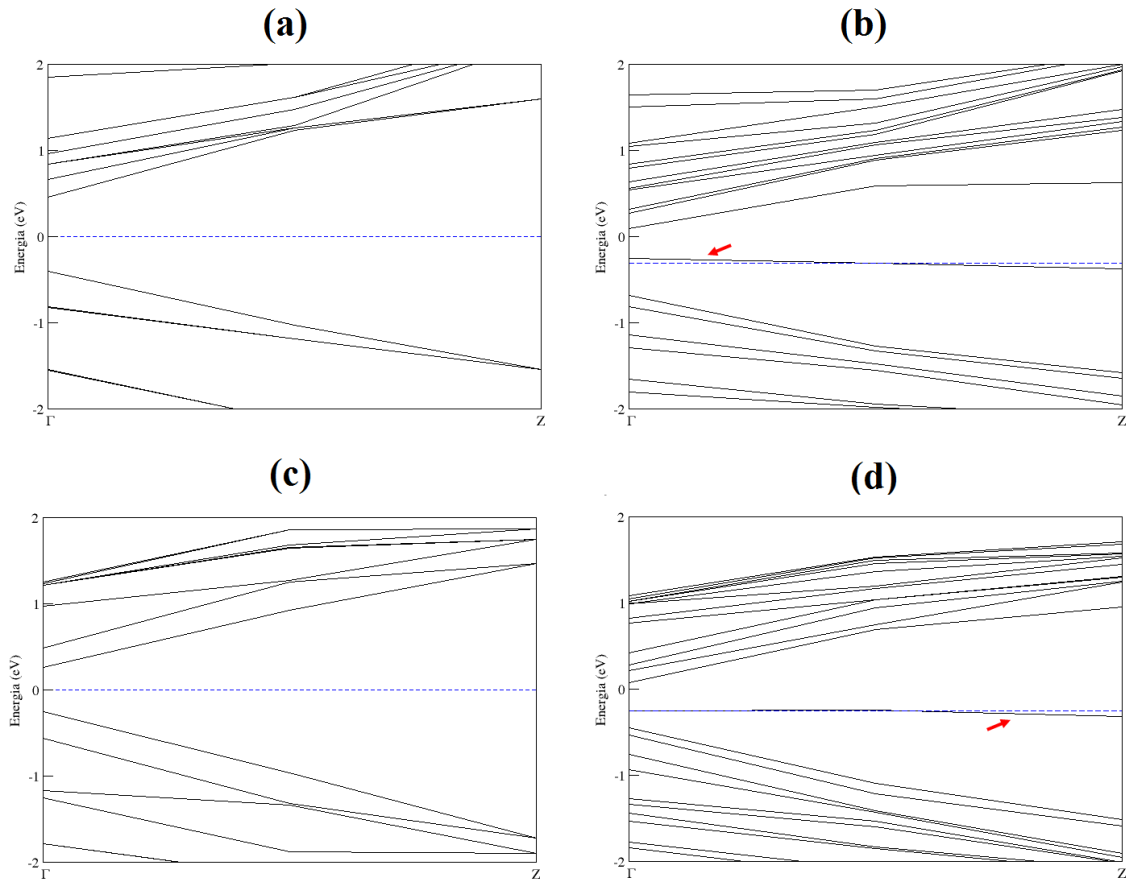 (a)
2
1
0
-1
-2
Energia (eV)
Γ
Z
(b)
2
1
0
-1
-2
Energia (eV)
Γ
Z
(c)
2
1
0
-1
-2
Energia (eV)
Γ
Z
(d)
2
1
0
-1
-2
Energia (eV)
Γ
Z